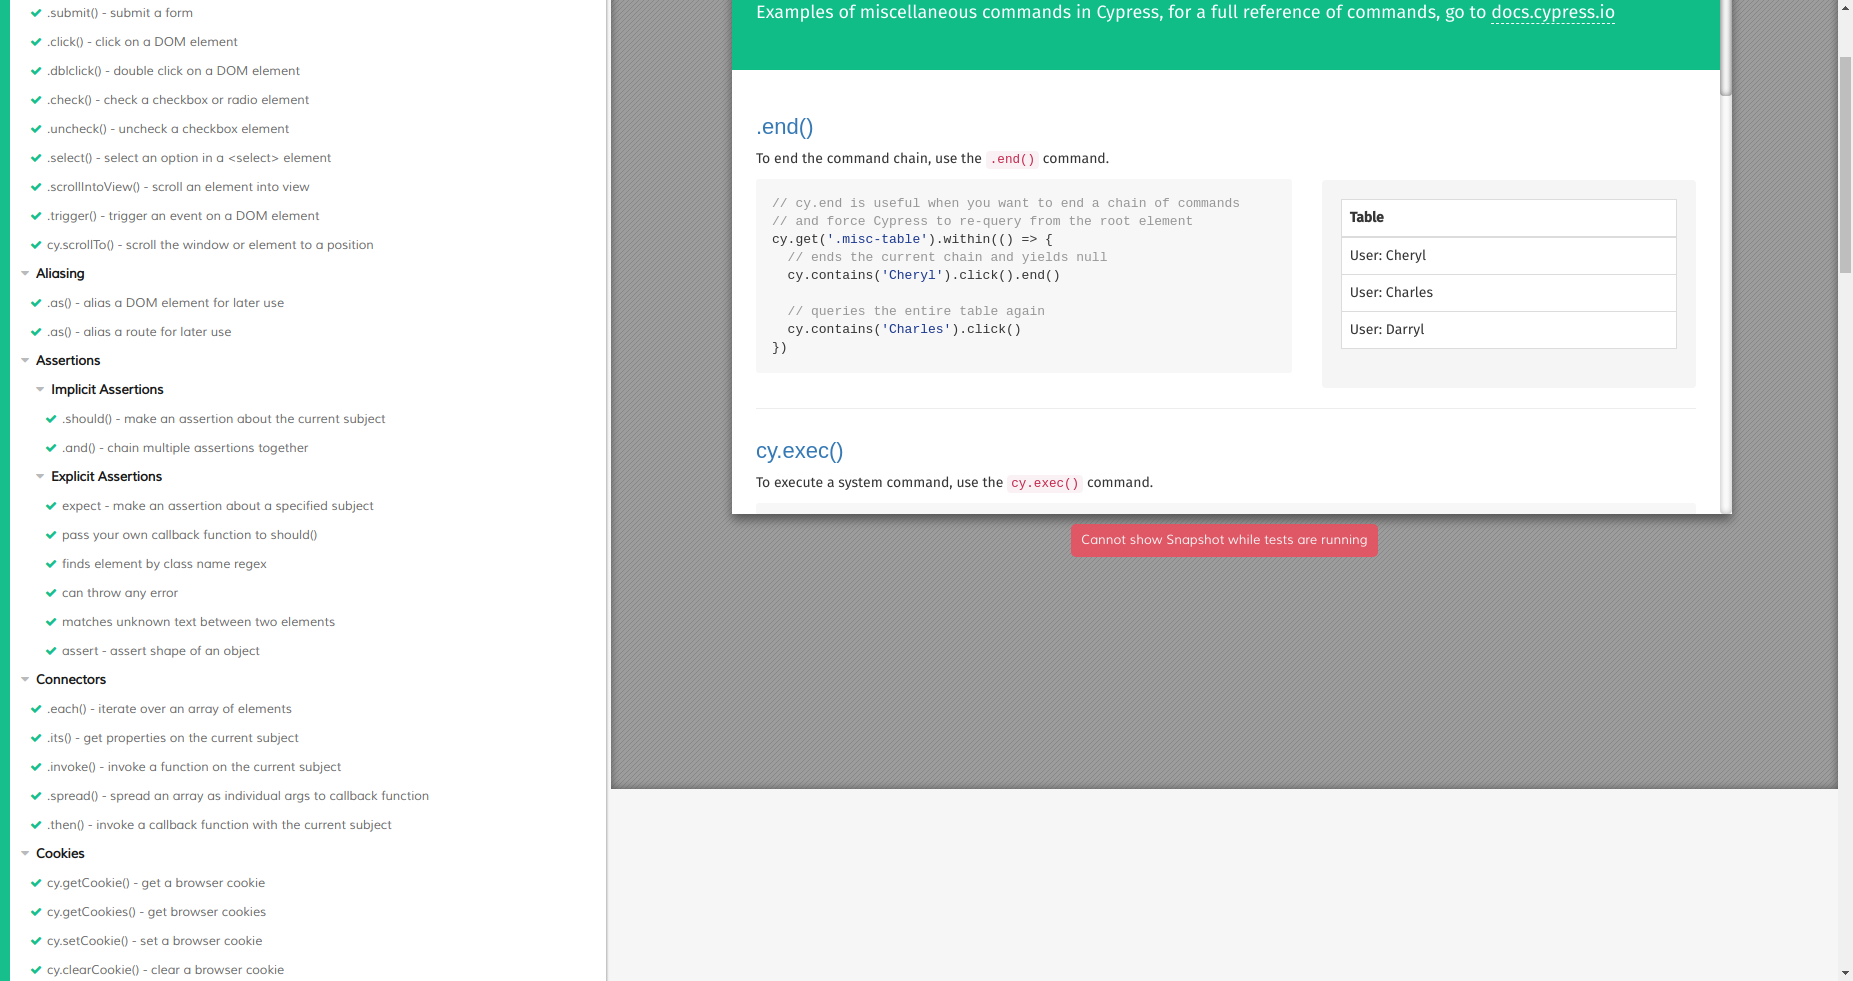 .submit() - submit a form
.click() - click on a DOM element
.dblclick() - double click on a DOM element
.check() - check a checkbox or radio element
.uncheck() - uncheck a checkbox element
.select() - select an option in a <select> element
.scrollIntoView() - scroll an element into view
.trigger() - trigger an event on a DOM element
cy.scrollTo() - scroll the window or element to a position
Aliasing
.as() - alias a DOM element for later use
.as() - alias a route for later use
Assertions
Implicit Assertions
.should() - make an assertion about the current subject
.and() - chain multiple assertions together
Explicit Assertions
expect - make an assertion about a specified subject
pass your own callback function to should()
finds element by class name regex
can throw any error
matches unknown text between two elements
assert - assert shape of an object
Connectors
.each() - iterate over an array of elements
.its() - get properties on the current subject
.invoke() - invoke a function on the current subject
.spread() - spread an array as individual args to callback function
.then() - invoke a callback function with the current subject
Cookies
cy.getCookie() - get a browser cookie
cy.getCookies() - get browser cookies
cy.setCookie() - set a browser cookie
cy.clearCookie() - clear a browser cookie
Examples of miscellaneous commands in Cypress, for a full reference of commands, go to docs.cypress.io
.end()
To end the command chain, use the .end() command.
// cy.end is useful when you want to end a chain of commands
// and force Cypress to re-query from the root element
cy.get('.misc-table').within(() => {
  // ends the current chain and yields null
  cy.contains('Cheryl').click().end()
  // queries the entire table again
  cy.contains('Charles').click()
})
Table
User: Cheryl
User: Charles
User: Darryl
cy.exec()
To execute a system command, use the cy.exec() command.
Cannot show Snapshot while tests are running